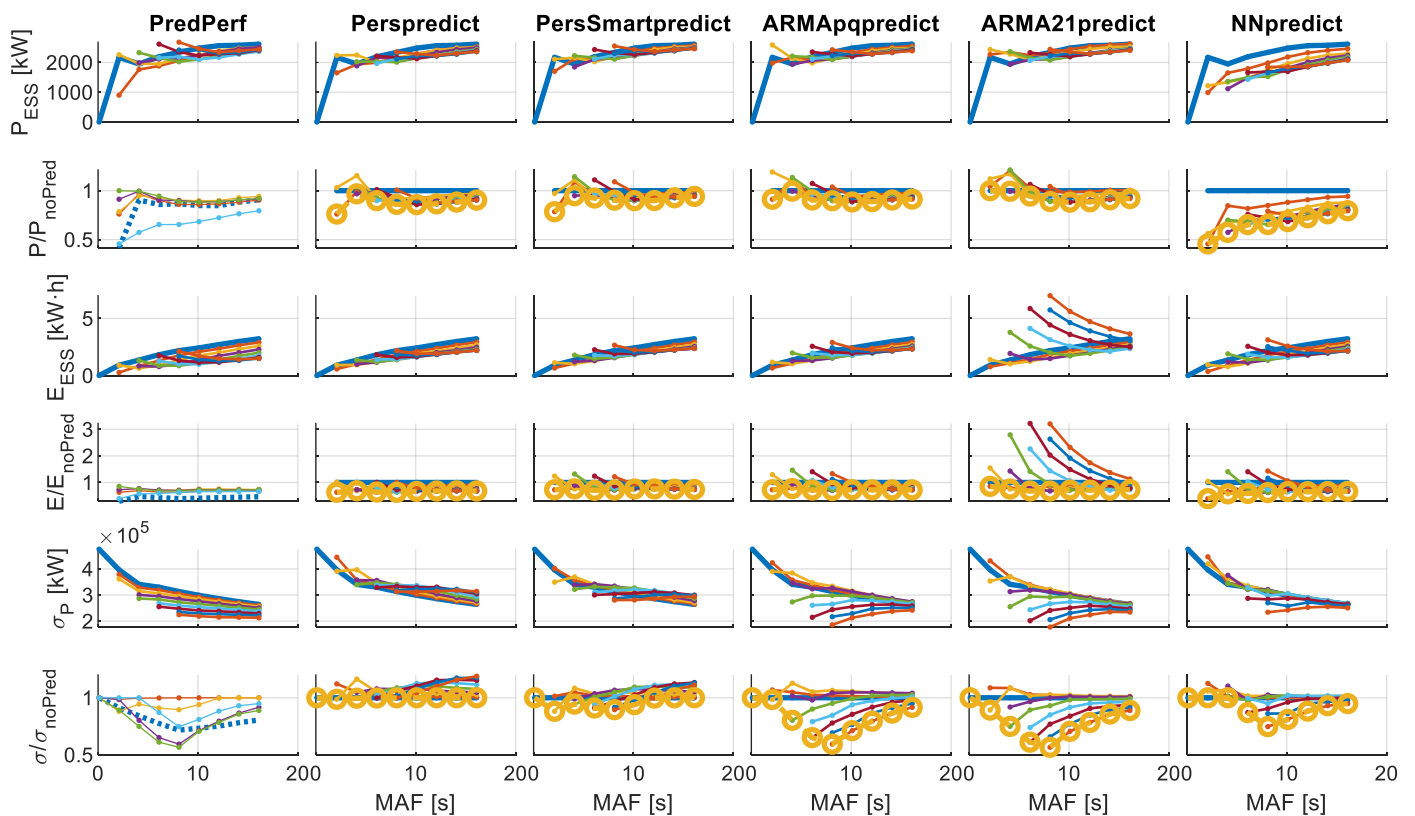 PredPerf Perspredict PersSmartpredict ARMApqpredict ARMA21predict NNpredict
P_ESS [kW]
2000
1000
0
P/P_noPred
1
0.5
E_ESS [kW·h]
5
0
E/E_noPred
3
2
1
×10^5
σ_P [kW]
4
3
2
σ/σ_noPred
1
0.5
0 10 200 10 200 10 200 10 200 10 200 10 20
MAF [s] MAF [s] MAF [s] MAF [s] MAF [s] MAF [s]